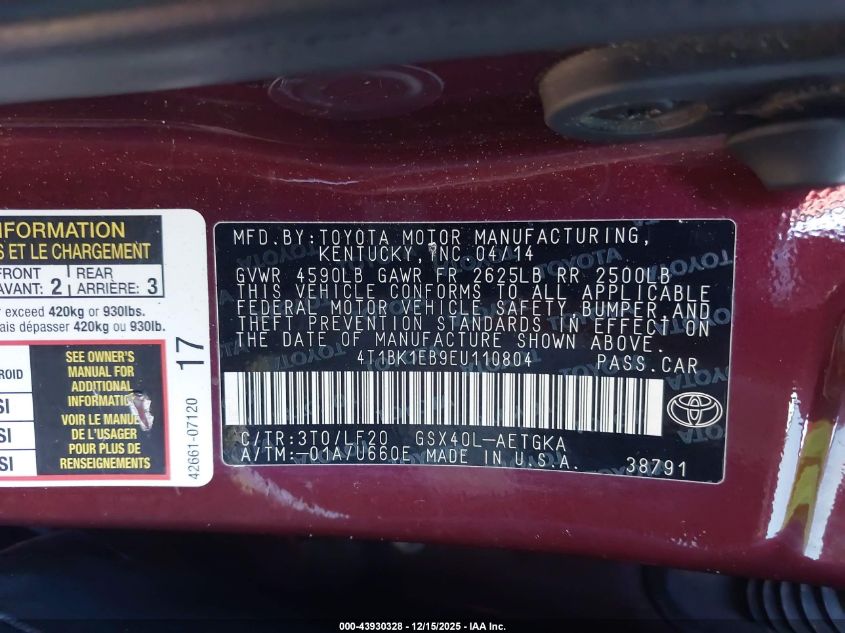 INFORMATION
S ET LE CHARGEMENT
FRONT
AVANT: 2
REAR
ARRIÈRE: 3
r exceed 420kg or 930lbs.
ais dépasser 420kg ou 930lb.
SEE OWNER'S
MANUAL FOR
ADDITIONAL
INFORMATION
VOIR LE MANUEL
DE L'USAGER
POUR PLUS DE
RENSEIGNEMENTS
ROID
SI
SI
SI
17
42661-07120
MFD.BY:TOYOTA MOTOR MANUFACTURING,
KENTUCKY, INC. 04/14
GVWR 4590LB GAWR FR 2625LB RR 2500LB
THIS VEHICLE CONFORMS TO ALL APPLICABLE
FEDERAL MOTOR VEHICLE SAFETY, BUMPER, AND
THEFT PREVENTION STANDARDS IN EFFECT ON
THE DATE OF MANUFACTURE SHOWN ABOVE.
4T1BK1EB9EU110804 PASS.CAR
C/TR:3T0/LF20 GSX40L-AETGKA
A/TM:-01A/U660E MADE IN U.S.A. 38791
000-43930328 - 12/15/2025 - IAA Inc.